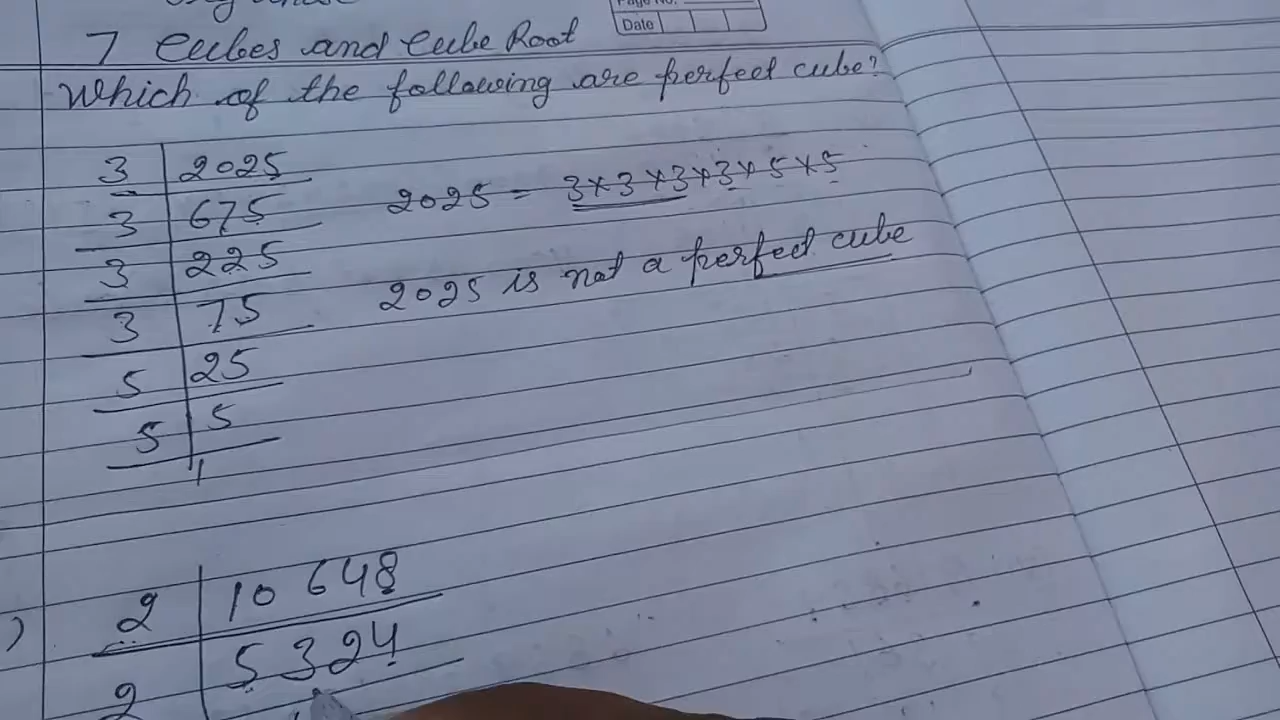 Page No.
Date
7 Cubes and Cube Root
Which of the following are perfect cube?
3 | 2025
3 | 675
3 | 225
3 | 75
5 | 25
5 | 5
1
2025 = 3×3×3×3×5×5
2025 is not a perfect cube
) 2 | 10648
2 | 5324